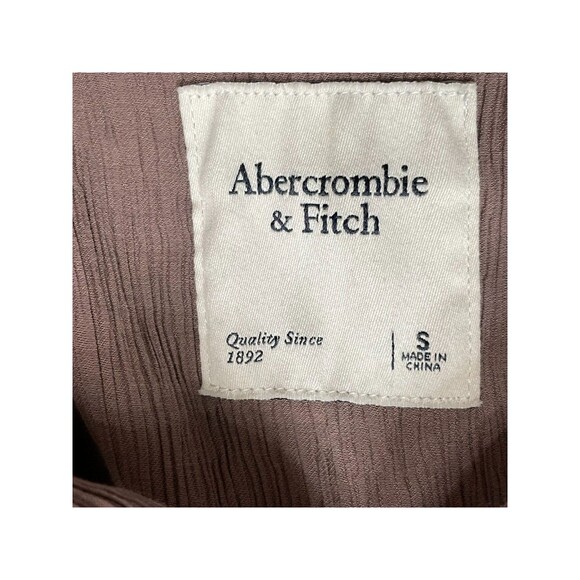 Abercrombie
& Fitch
Quality Since
1892
S
MADE IN
CHINA